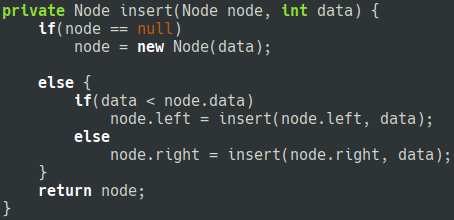 private Node insert(Node node, int data) {
    if(node == null)
        node = new Node(data);

    else {
        if(data < node.data)
            node.left = insert(node.left, data);
        else
            node.right = insert(node.right, data);
    }
    return node;
}